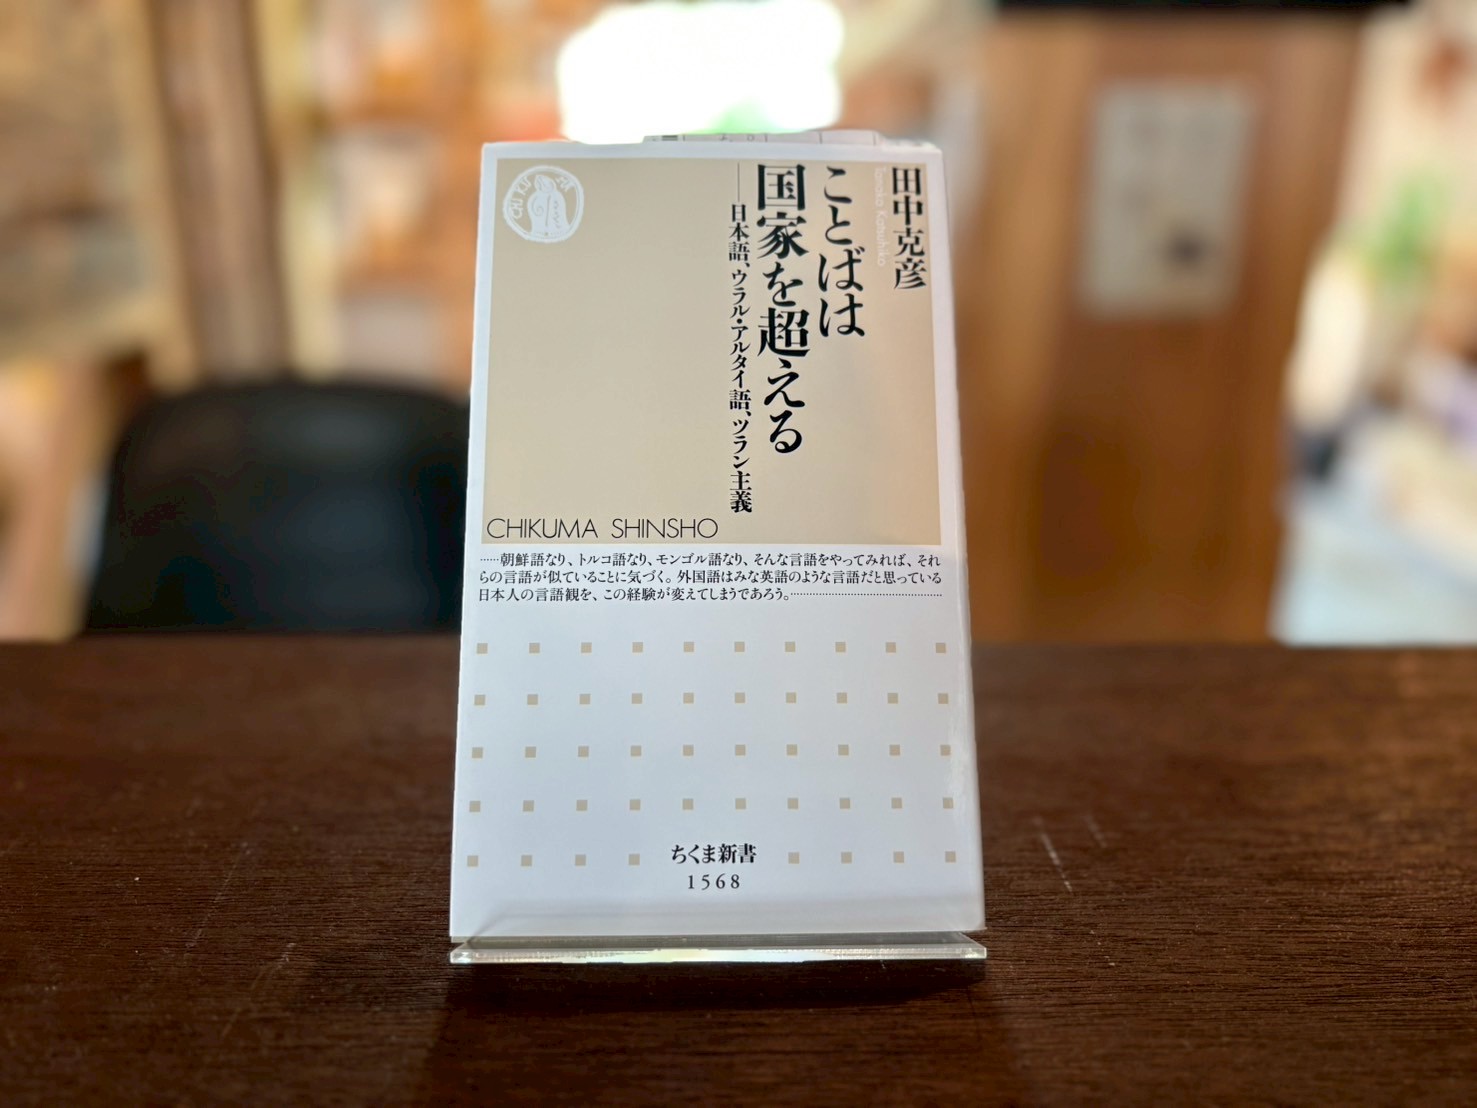 田中克彦
Tanaka Katsuhiko
ことばは
国家を超える
――日本語、ウラル・アルタイ語、ツラン主義
CHIKUMA SHINSHO
……朝鮮語なり、トルコ語なり、モンゴル語なり、そんな言語をやってみれば、それ
らの言語が似ていることに気づく。外国語はみな英語のような言語だと思っている
日本人の言語観を、この経験が変えてしまうであろう。……………………………………
ちくま新書
1568